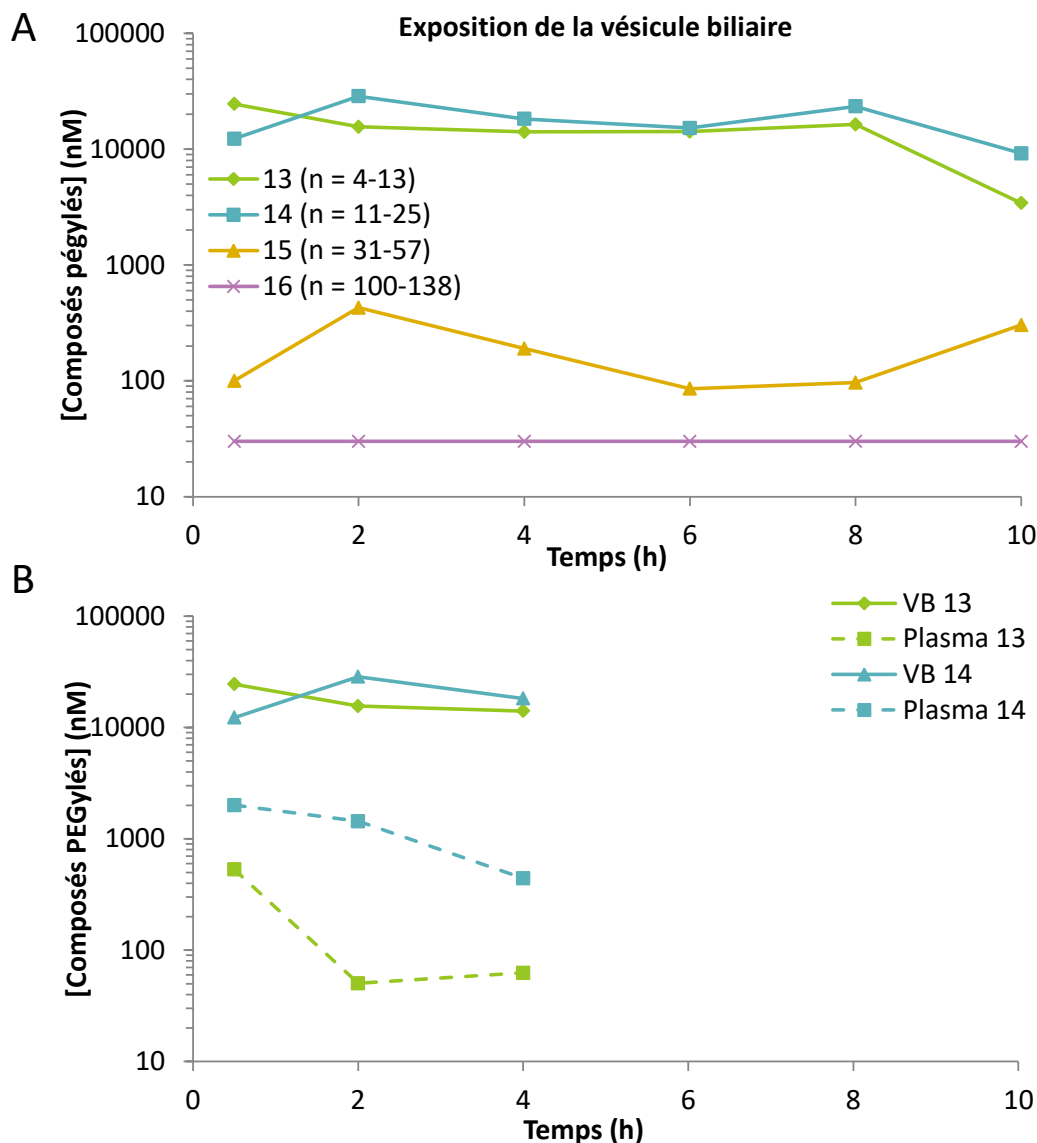 A
Exposition de la vésicule biliaire
[Composés pégylés] (nM)
100000
10000
1000
100
10
13 (n = 4-13)
14 (n = 11-25)
15 (n = 31-57)
16 (n = 100-138)
0 2 4 6 8 10
Temps (h)
B
[Composés PEGylés] (nM)
100000
10000
1000
100
10
VB 13
Plasma 13
VB 14
Plasma 14
0 2 4 6 8 10
Temps (h)